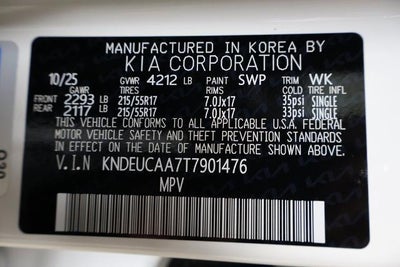 MANUFACTURED IN KOREA BY
KIA CORPORATION
10/25 GVWR 4212 LB PAINT SWP TRIM WK
GAWR TIRES RIMS COLD TIRE INFL
FRONT 2293 LB 215/55R17 7.0Jx17 35psi SINGLE
REAR 2117 LB 215/55R17 7.0Jx17 33psi SINGLE
THIS VEHICLE CONFORMS TO ALL APPLICABLE U.S.A. FEDERAL
MOTOR VEHICLE SAFETY AND THEFT PREVENTION STANDARDS
IN EFFECT ON THE DATE OF MANUFACTURE SHOWN ABOVE.
V.I.N KNDEUCAA7T7901476
MPV